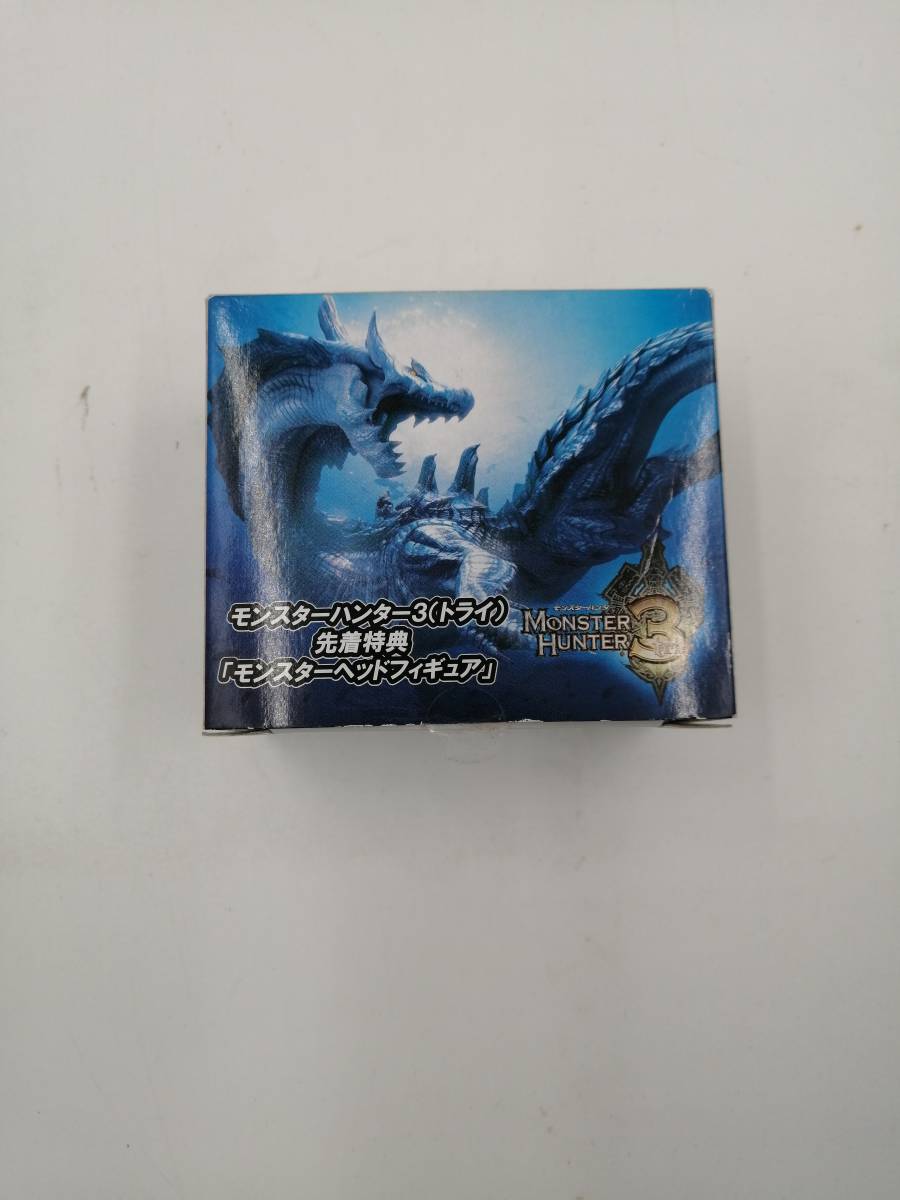 モンスターハンター3(トライ)
先着特典
「モンスターヘッドフィギュア」
モンスターハンター
MONSTER
HUNTER 3